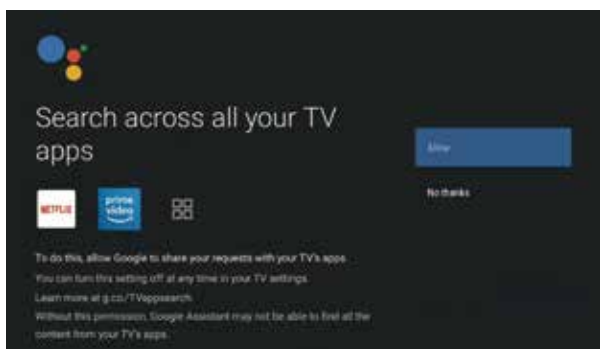 Search across all your TV
apps
NETFLIX
prime
video
To do this, allow Google to share your requests with your TV's apps.
You can turn this setting off at any time in your TV settings.
Learn more at g.co/TVappsearch.
Without this permission, Google Assistant may not be able to find all the
content from your TV's apps.
Allow
No thanks